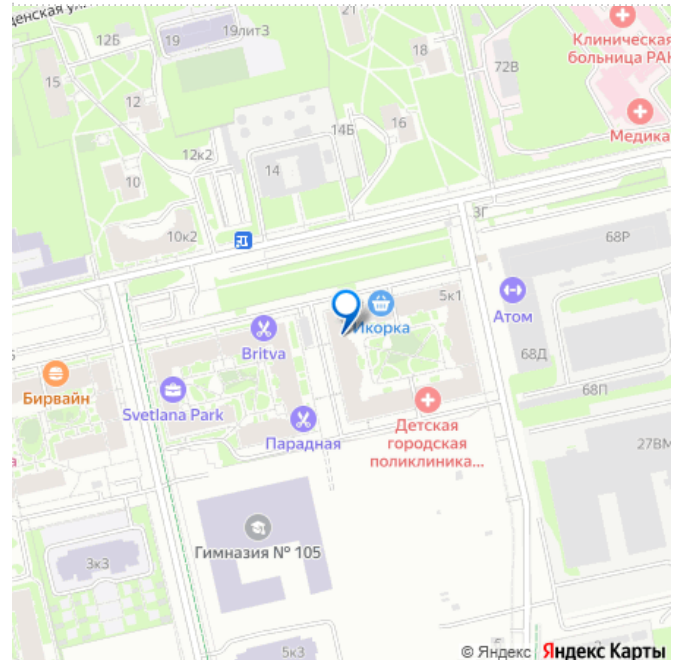 денская ул.
12Б
19
19литЗ
21
18
Клиническая
больница РАН
72В
15
12
Медика
14Б
16
12к2
14
10
3Г
10к2
68Р
5к1
Икорка
Атом
Britva
68Д
Бирвайн
Svetlana Park
68П
Парадная
Детская
городская
поликлиника...
27ВМ
а
Гимназия № 105
3к3
5к3
© Яндекс Яндекс Карты